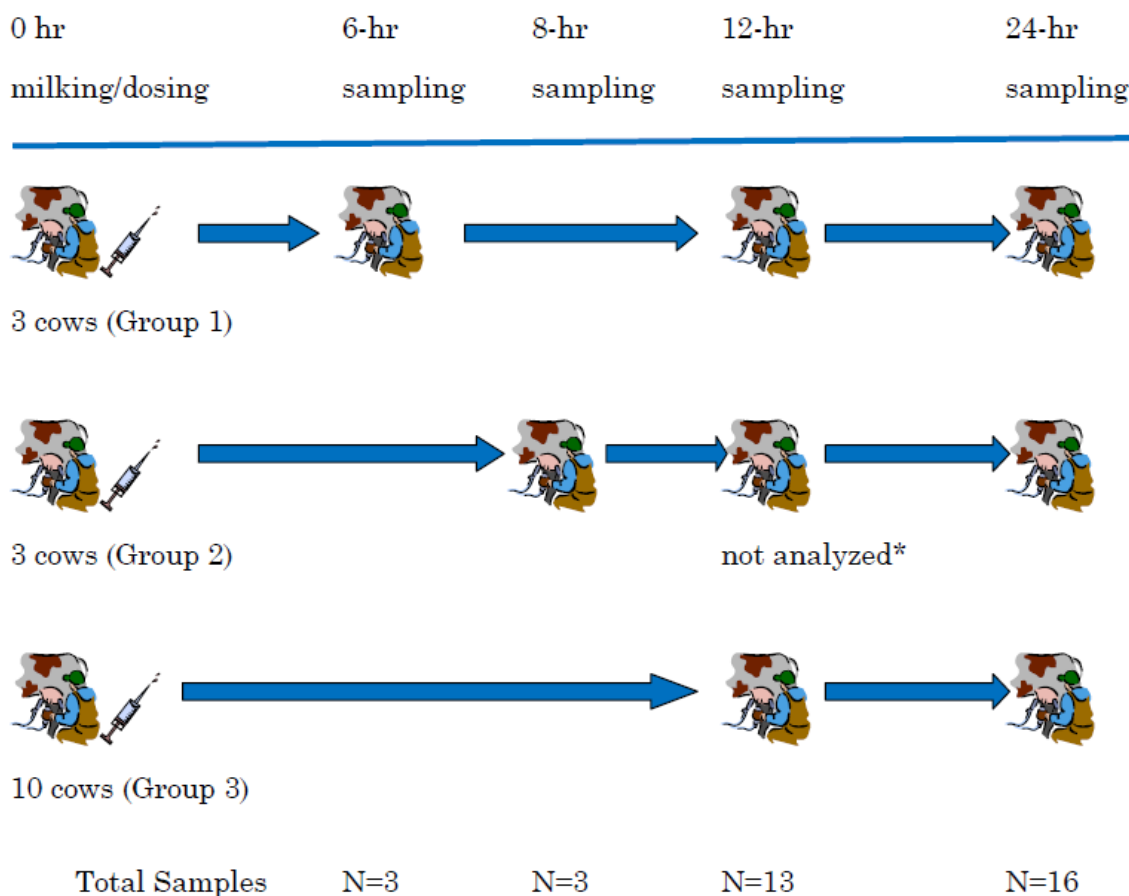 0 hr 6-hr 8-hr 12-hr 24-hr
milking/dosing sampling sampling sampling sampling
3 cows (Group 1)
3 cows (Group 2) not analyzed*
10 cows (Group 3)
Total Samples N=3 N=3 N=13 N=16